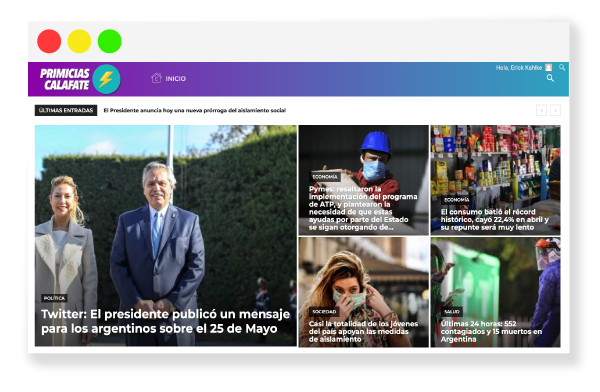 Hola, Erick Kahlke
PRIMICIAS
CALAFATE
INICIO
ÚLTIMAS ENTRADAS
El Presidente anuncia hoy una nueva prórroga del aislamiento social
POLÍTICA
Twitter: El presidente publicó un mensaje
para los argentinos sobre el 25 de Mayo
ECONOMÍA
Pymes: resaltaron la
implementación del programa
de ATP, y plantearon la
necesidad de que estas
ayudas por parte del Estado
se sigan otorgando de...
ECONOMÍA
El consumo batió el récord
histórico, cayó 22,4% en abril y
su repunte será muy lento
SOCIEDAD
Casi la totalidad de los jóvenes
del país apoyan las medidas
de aislamiento
SALUD
Últimas 24 horas: 552
contagiados y 15 muertos en
Argentina